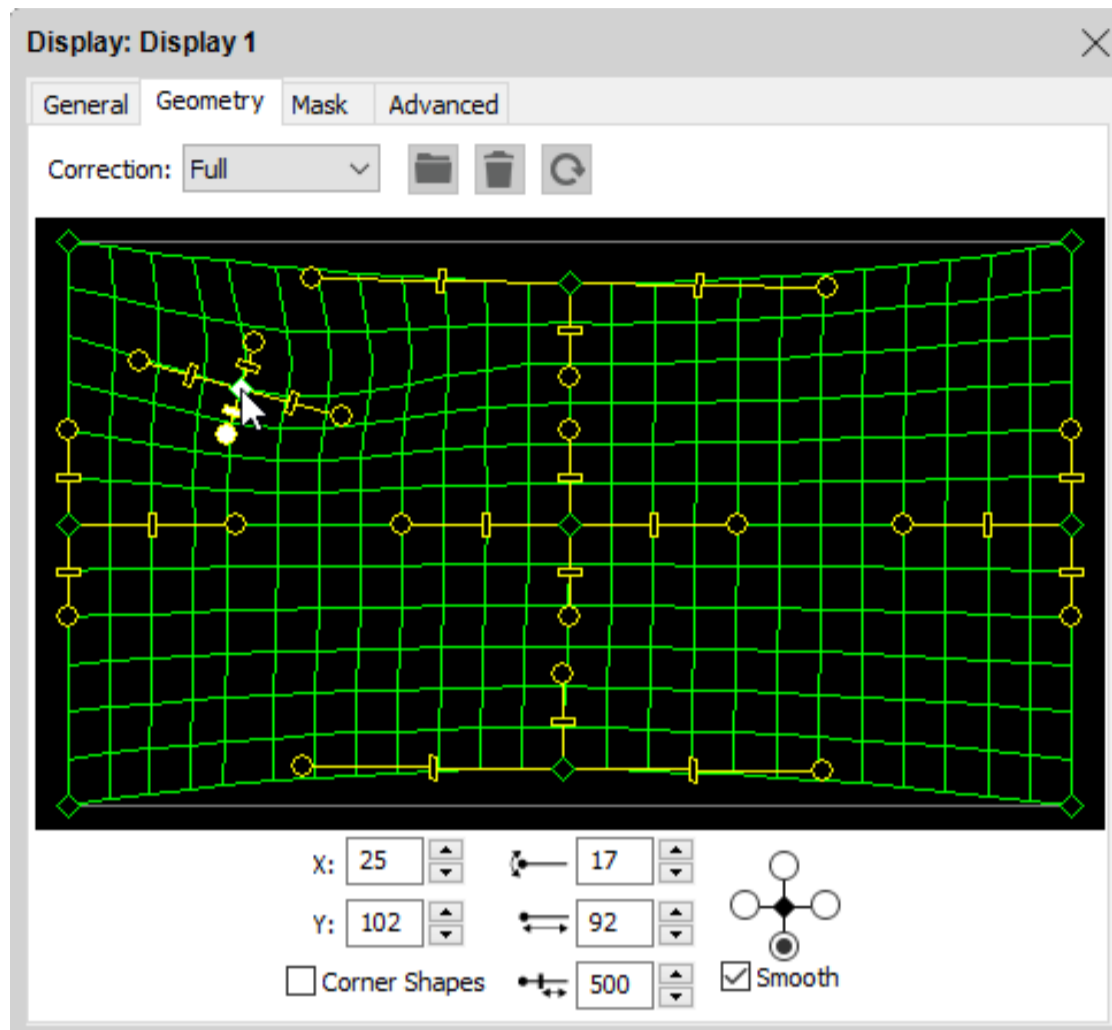 Display: Display 1
General Geometry Mask Advanced
Correction: Full
X: 25 17
Y: 102 92
Corner Shapes 500 Smooth